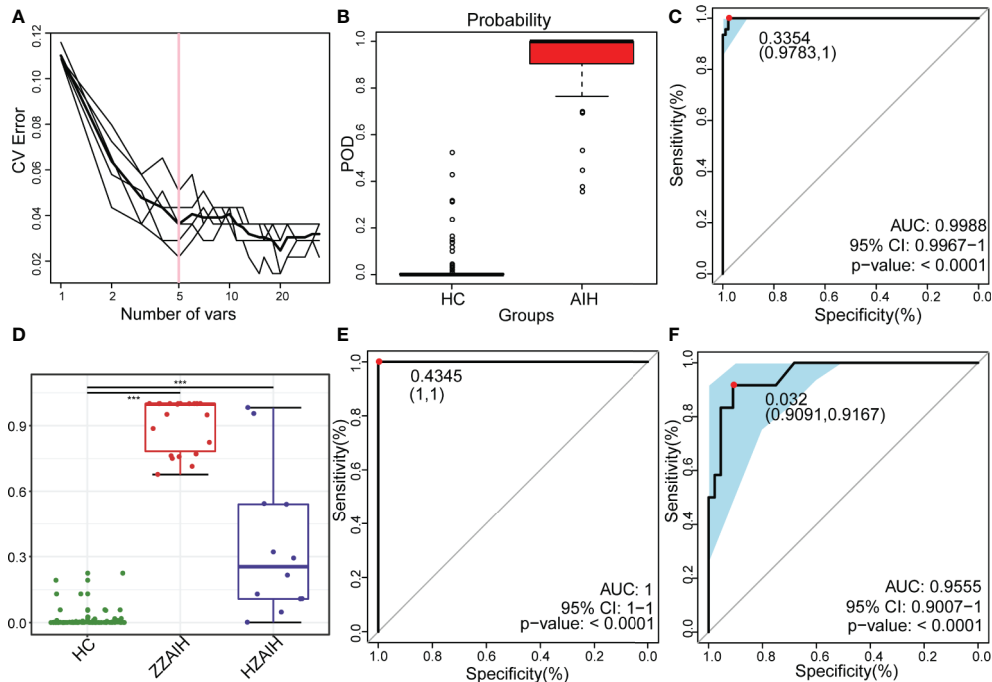 A
0.12
0.10
0.08
0.06
0.04
0.02
CV Error
1
2
5
10
20
Number of vars
B
Probability
1.0
0.8
0.6
0.4
0.2
0.0
POD
HC
AIH
Groups
C
1.0
0.8
0.6
0.4
0.2
0.0
Sensitivity(%)
0.3354
(0.9783,1)
AUC: 0.9988
95% CI: 0.9967−1
p−value: < 0.0001
1.0
0.8
0.6
0.4
0.2
0.0
Specificity(%)
D
***
***
0.9
0.6
0.3
0.0
HC
ZZAIH
HZAIH
E
1.0
0.8
0.6
0.4
0.2
0.0
Sensitivity(%)
0.4345
(1,1)
AUC: 1
95% CI: 1−1
p−value: < 0.0001
1.0
0.8
0.6
0.4
0.2
0.0
Specificity(%)
F
1.0
0.8
0.6
0.4
0.2
0.0
Sensitivity(%)
0.032
(0.9091,0.9167)
AUC: 0.9555
95% CI: 0.9007−1
p−value: < 0.0001
1.0
0.8
0.6
0.4
0.2
0.0
Specificity(%)